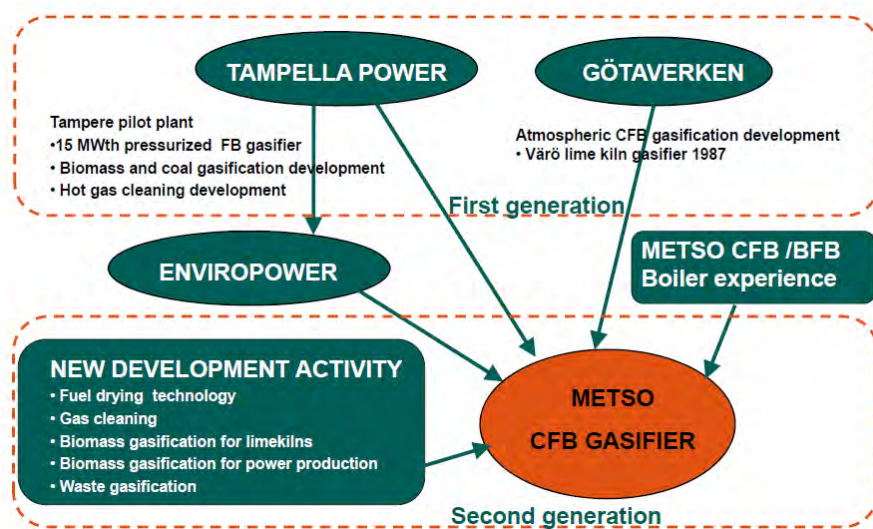 TAMPELLA POWER
GÖTAVERKEN
Tampere pilot plant
•15 MWth pressurized FB gasifier
• Biomass and coal gasification development
• Hot gas cleaning development
Atmospheric CFB gasification development
• Värö lime kiln gasifier 1987
First generation
ENVIROPOWER
METSO CFB /BFB
Boiler experience
NEW DEVELOPMENT ACTIVITY
• Fuel drying technology
• Gas cleaning
• Biomass gasification for limekilns
• Biomass gasification for power production
• Waste gasification
METSO
CFB GASIFIER
Second generation